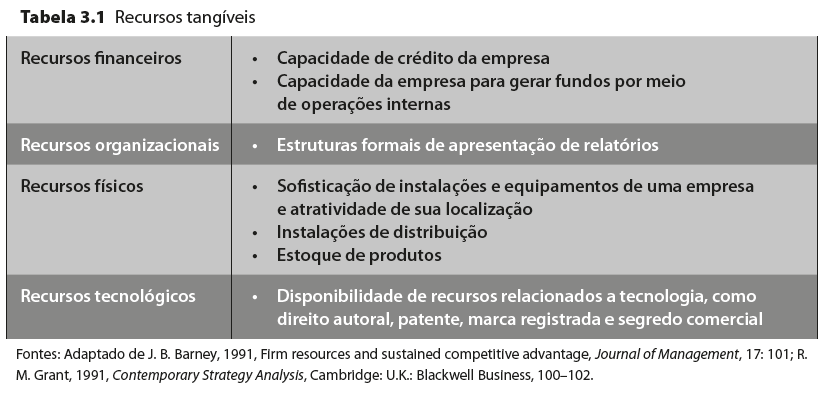 Tabela 3.1 Recursos tangíveis
Recursos financeiros
• Capacidade de crédito da empresa
• Capacidade da empresa para gerar fundos por meio
de operações internas
Recursos organizacionais
• Estruturas formais de apresentação de relatórios
Recursos físicos
• Sofisticação de instalações e equipamentos de uma empresa
e atratividade de sua localização
• Instalações de distribuição
• Estoque de produtos
Recursos tecnológicos
• Disponibilidade de recursos relacionados a tecnologia, como
direito autoral, patente, marca registrada e segredo comercial
Fontes: Adaptado de J. B. Barney, 1991, Firm resources and sustained competitive advantage, Journal of Management, 17: 101; R.
M. Grant, 1991, Contemporary Strategy Analysis, Cambridge: U.K.: Blackwell Business, 100–102.